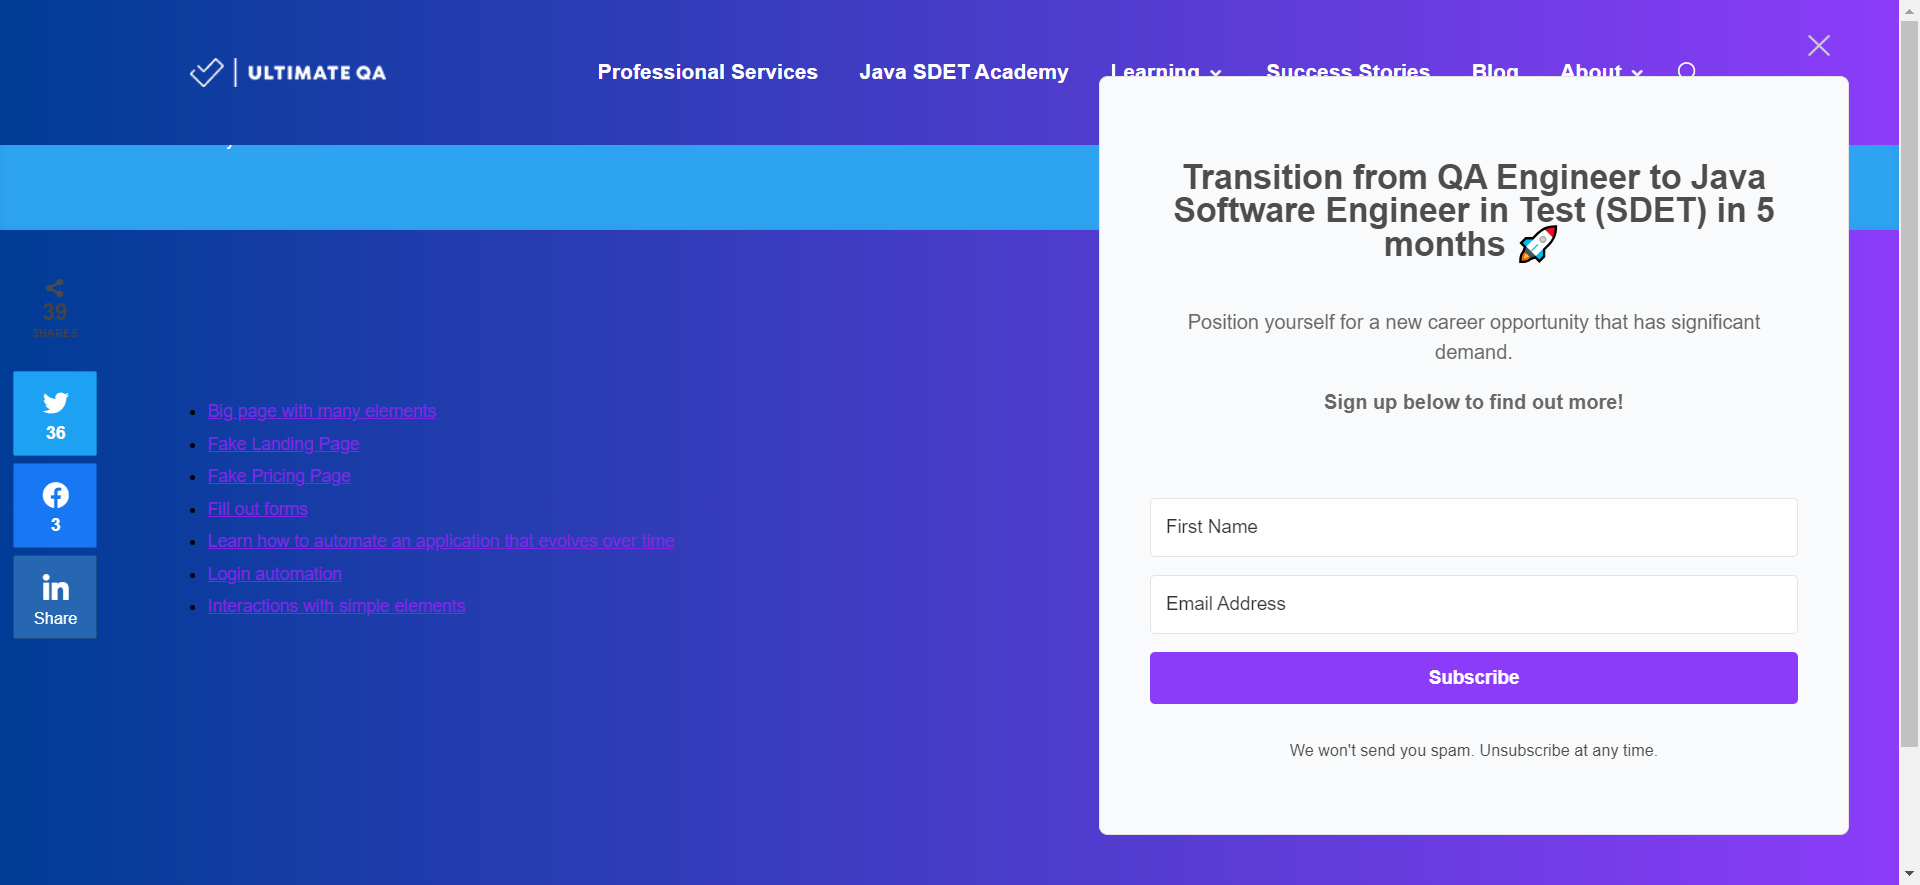 ULTIMATE QA
Professional Services
Java SDET Academy
Learning
Success Stories
Blog
About
39
SHARES
36
3
Share
Big page with many elements
Fake Landing Page
Fake Pricing Page
Fill out forms
Learn how to automate an application that evolves over time
Login automation
Interactions with simple elements
Transition from QA Engineer to Java
Software Engineer in Test (SDET) in 5
months 🚀
Position yourself for a new career opportunity that has significant
demand.
Sign up below to find out more!
First Name
Email Address
Subscribe
We won't send you spam. Unsubscribe at any time.